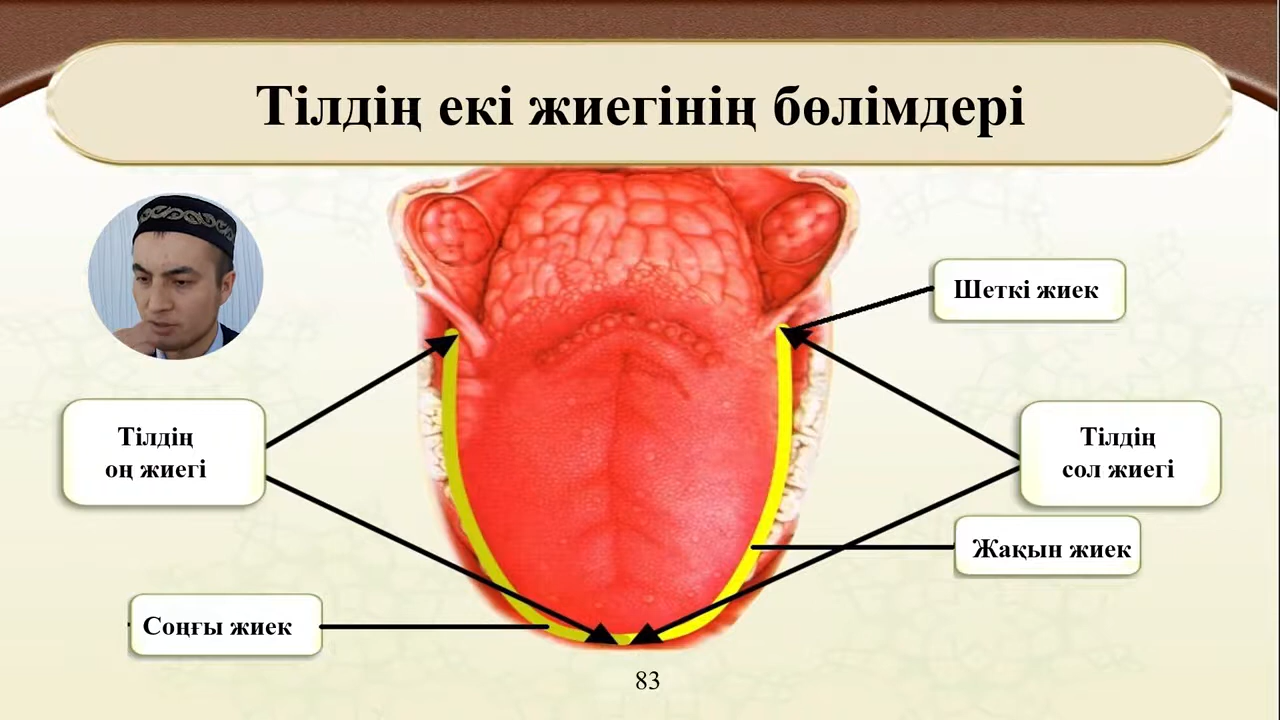 Тілдің екі жиегінің бөлімдері
Шеткі жиек
Тілдің
оң жиегі
Тілдің
сол жиегі
Жақын жиек
Соңғы жиек
83